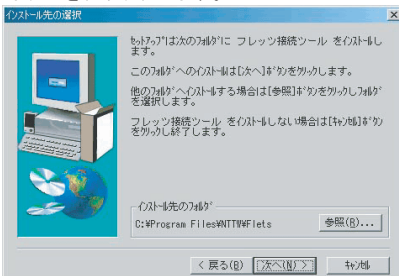 インストール先の選択
ｾｯﾄｱｯﾌﾟは次のﾌｫﾙﾀﾞに フレッツ接続ツール をｲﾝｽﾄｰﾙし
ます。
このﾌｫﾙﾀﾞへのｲﾝｽﾄｰﾙは[次へ]ﾎﾞﾀﾝをｸﾘｯｸします。
他のﾌｫﾙﾀﾞへｲﾝｽﾄｰﾙする場合は[参照]ﾎﾞﾀﾝをｸﾘｯｸしﾌｫﾙﾀﾞ
を選択します。
フレッツ接続ツール をｲﾝｽﾄｰﾙしない場合は[ｷｬﾝｾﾙ]ﾎﾞﾀﾝ
をｸﾘｯｸし終了します。
ｲﾝｽﾄｰﾙ先のﾌｫﾙﾀﾞ
C:¥Program Files¥NTTW¥Flets
参照(R)...
< 戻る(B)
次へ(N) >
ｷｬﾝｾﾙ